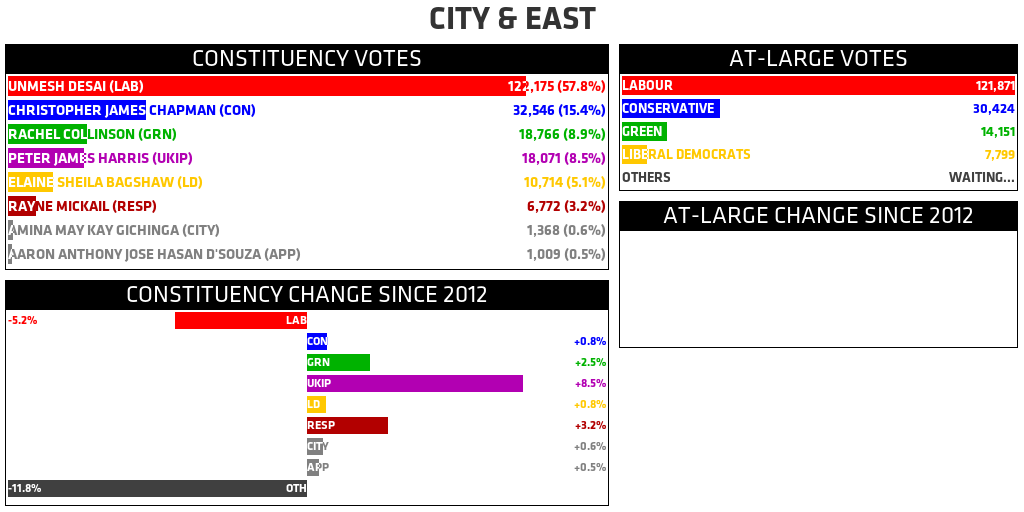 CITY & EAST
CONSTITUENCY VOTES
UNMESH DESAI (LAB) 122,175 (57.8%)
CHRISTOPHER JAMES CHAPMAN (CON) 32,546 (15.4%)
RACHEL COLLINSON (GRN) 18,766 (8.9%)
PETER JAMES HARRIS (UKIP) 18,071 (8.5%)
ELAINE SHEILA BAGSHAW (LD) 10,714 (5.1%)
RAYNE MICKAIL (RESP) 6,772 (3.2%)
AMINA MAY KAY GICHINGA (CITY) 1,368 (0.6%)
AARON ANTHONY JOSE HASAN D'SOUZA (APP) 1,009 (0.5%)
CONSTITUENCY CHANGE SINCE 2012
-5.2% LAB
CON +0.8%
GRN +2.5%
UKIP +8.5%
LD +0.8%
RESP +3.2%
CITY +0.6%
APP +0.5%
-11.8% OTH
AT-LARGE VOTES
LABOUR 121,871
CONSERVATIVE 30,424
GREEN 14,151
LIBERAL DEMOCRATS 7,799
OTHERS WAITING...
AT-LARGE CHANGE SINCE 2012